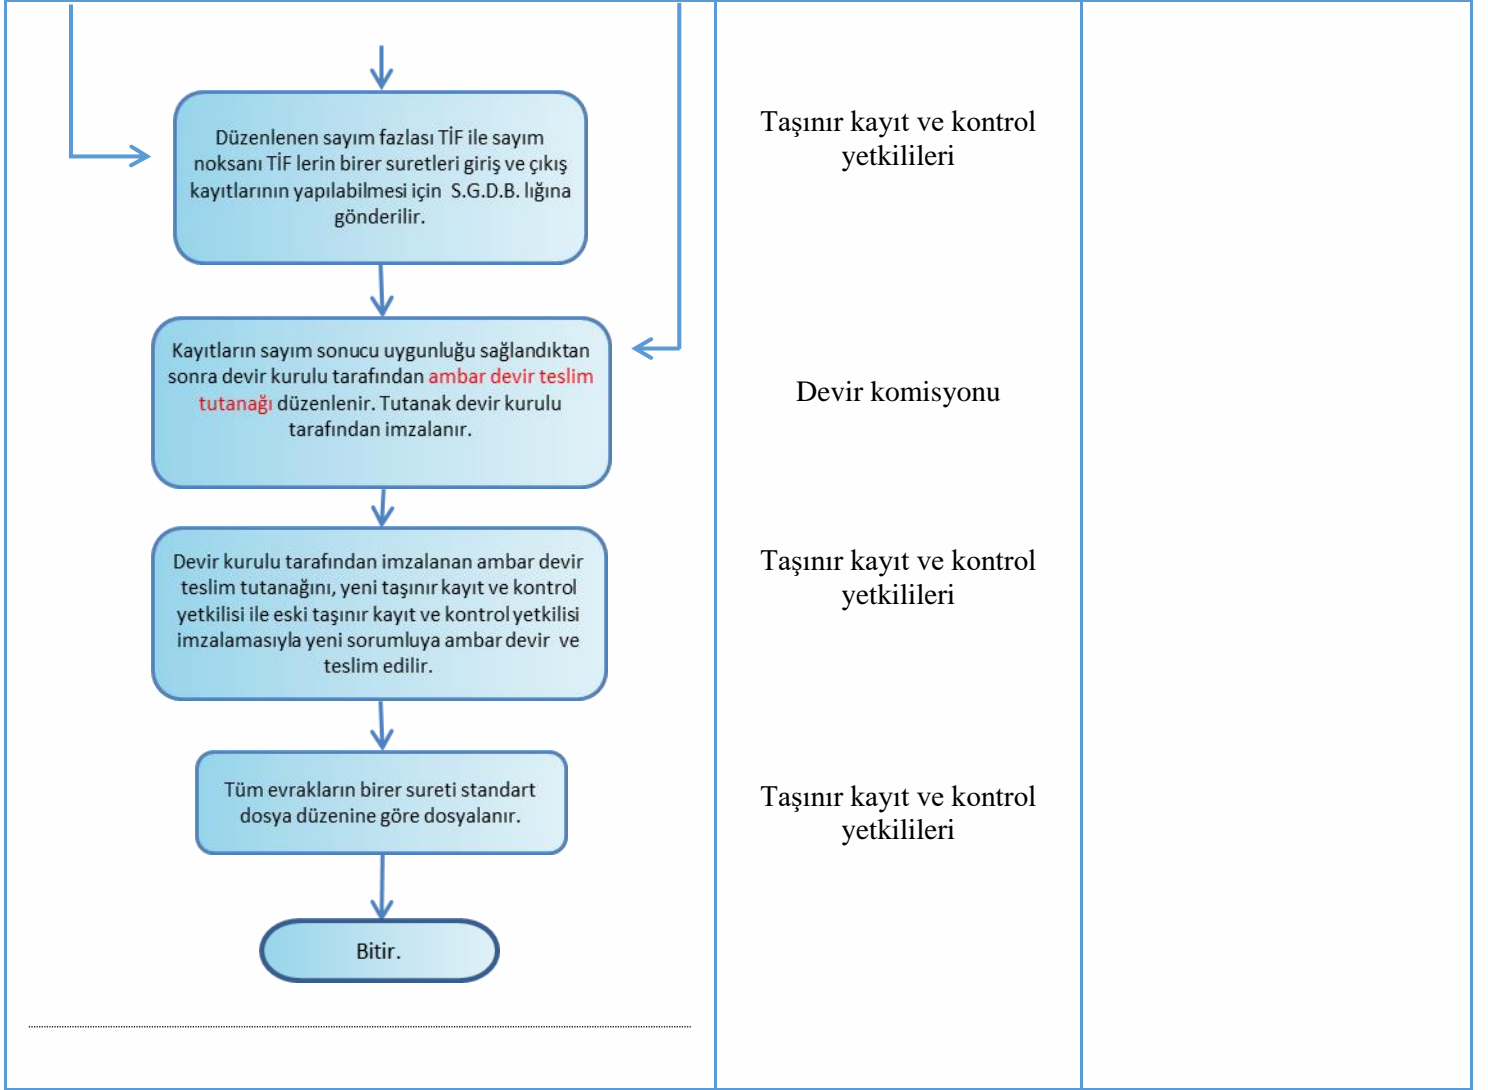 Düzenlenen sayım fazlası TİF ile sayım
noksanı TİF lerin birer suretleri giriş ve çıkış
kayıtlarının yapılabilmesi için S.G.D.B. lığına
gönderilir.
Taşınır kayıt ve kontrol
yetkilileri
Kayıtların sayım sonucu uygunluğu sağlandıktan
sonra devir kurulu tarafından ambar devir teslim
tutanağı düzenlenir. Tutanak devir kurulu
tarafından imzalanır.
Devir komisyonu
Devir kurulu tarafından imzalanan ambar devir
teslim tutanağını, yeni taşınır kayıt ve kontrol
yetkilisi ile eski taşınır kayıt ve kontrol yetkilisi
imzalamasıyla yeni sorumluya ambar devir ve
teslim edilir.
Taşınır kayıt ve kontrol
yetkilileri
Tüm evrakların birer sureti standart
dosya düzenine göre dosyalanır.
Taşınır kayıt ve kontrol
yetkilileri
Bitir.